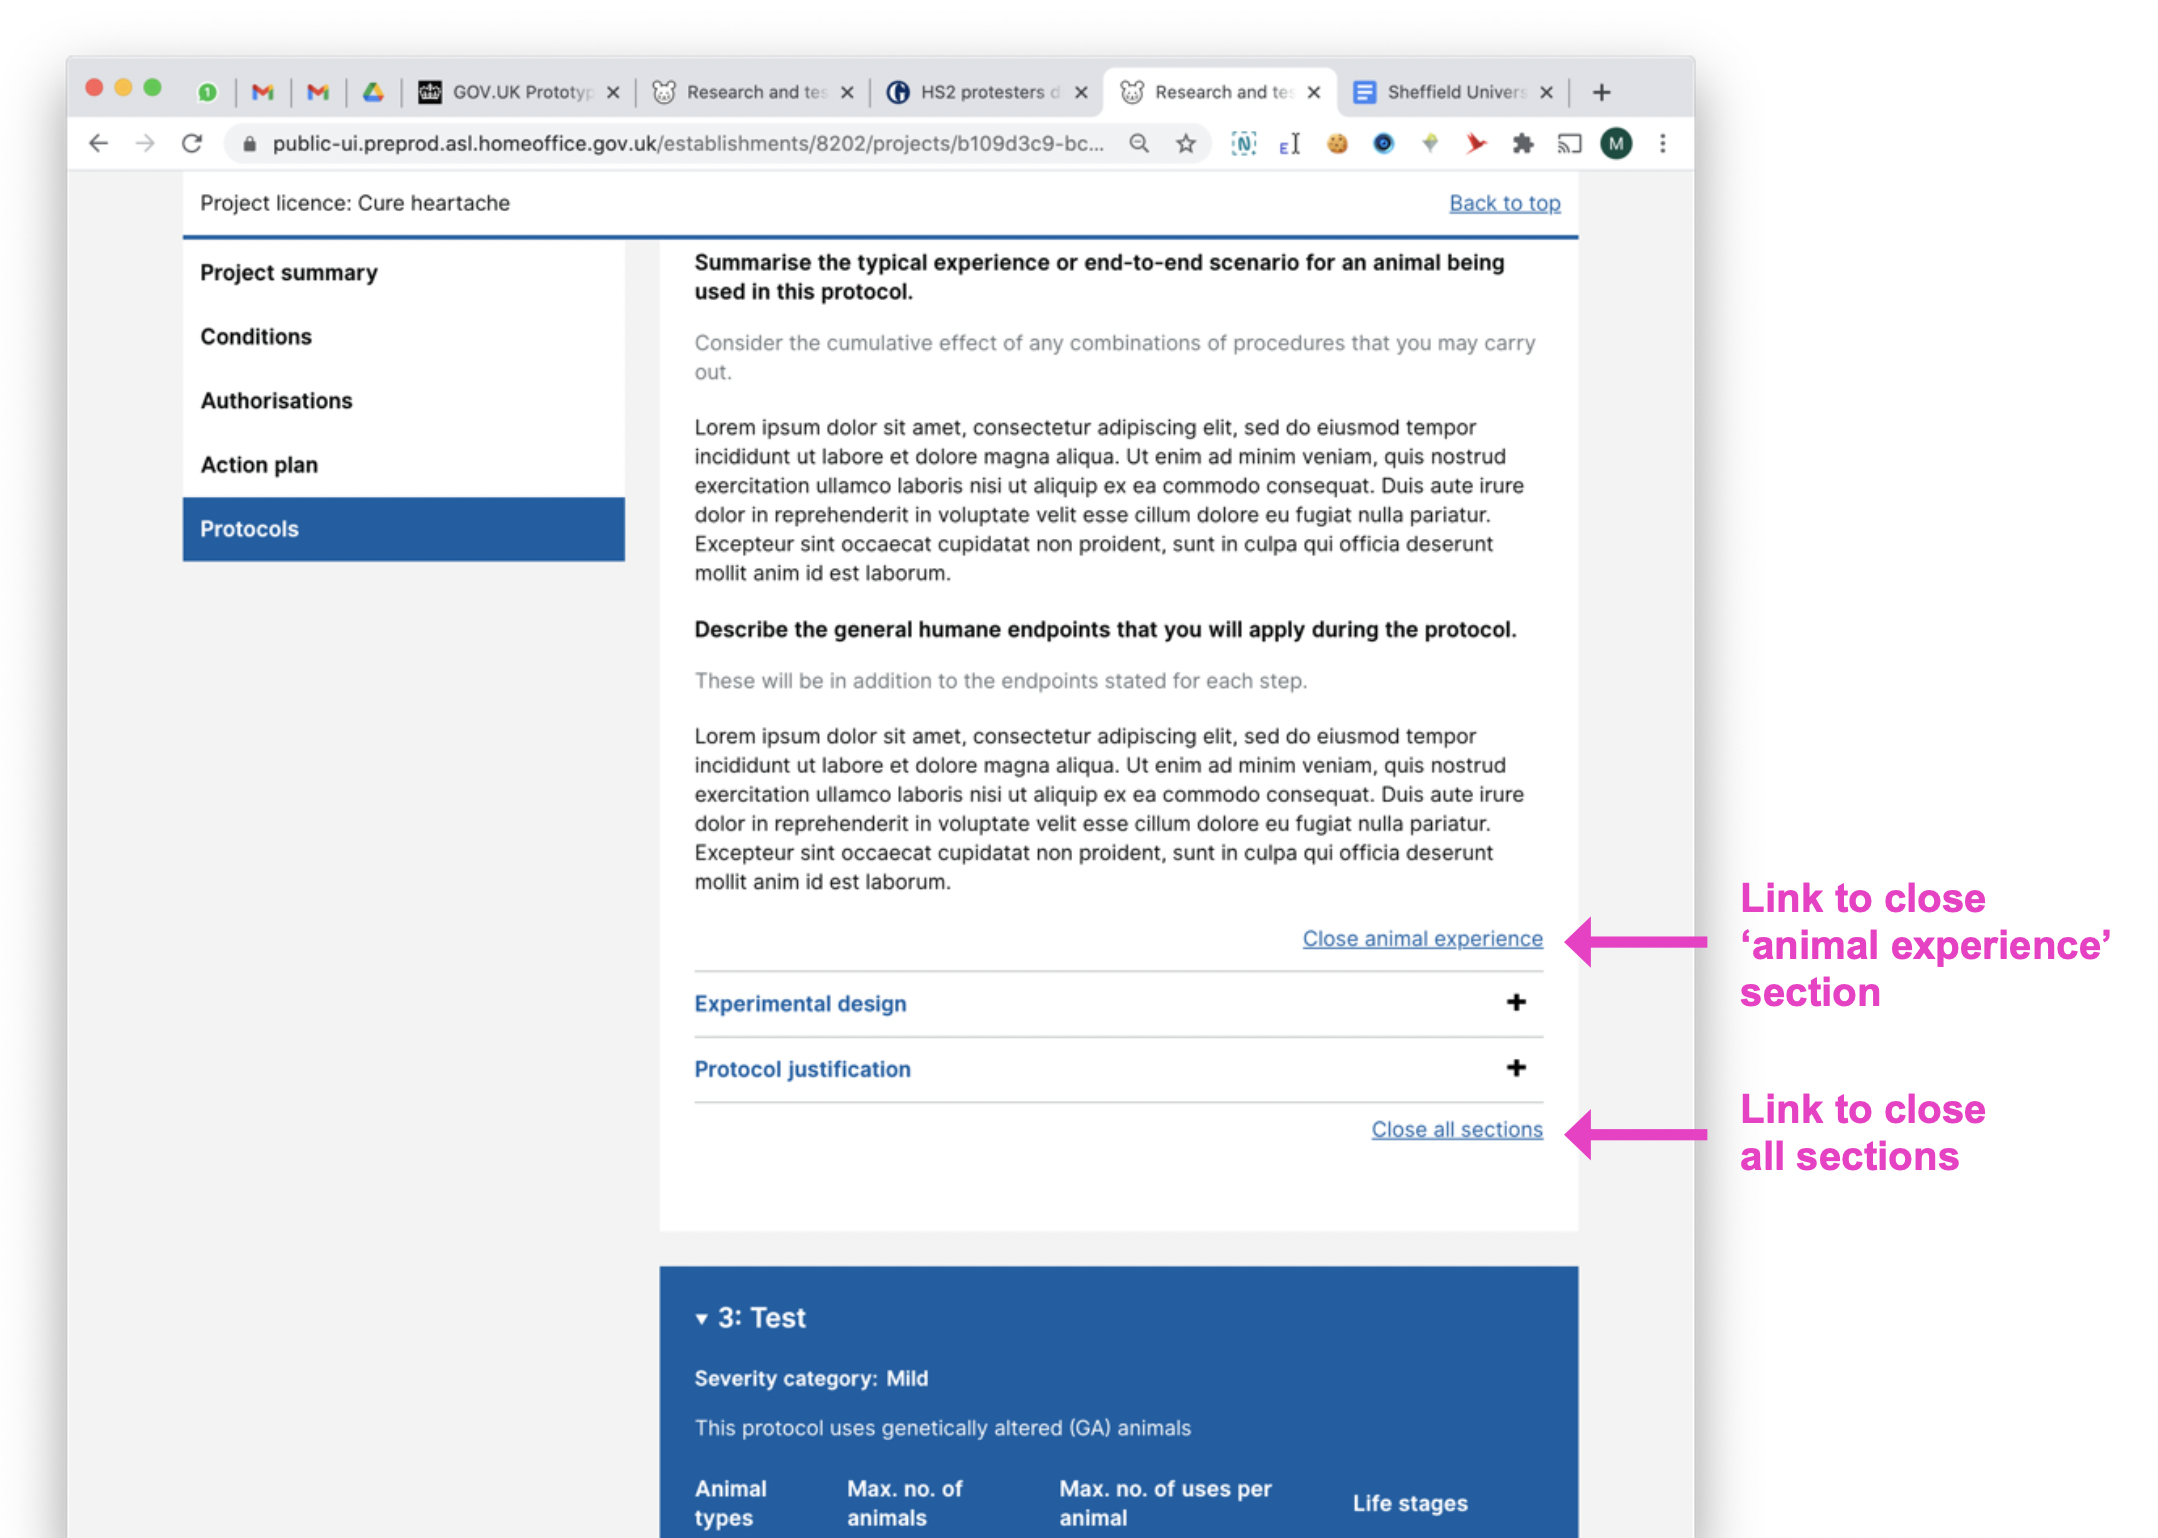 GOV.UK Prototyp
Research and tes
HS2 protesters d
Research and tes
Sheffield Univers
public-ui.preprod.asl.homeoffice.gov.uk/establishments/8202/projects/b109d3c9-bc...
M
Project licence: Cure heartache
Back to top
Project summary
Conditions
Authorisations
Action plan
Protocols
Summarise the typical experience or end-to-end scenario for an animal being
used in this protocol.
Consider the cumulative effect of any combinations of procedures that you may carry
out.
Lorem ipsum dolor sit amet, consectetur adipiscing elit, sed do eiusmod tempor
incididunt ut labore et dolore magna aliqua. Ut enim ad minim veniam, quis nostrud
exercitation ullamco laboris nisi ut aliquip ex ea commodo consequat. Duis aute irure
dolor in reprehenderit in voluptate velit esse cillum dolore eu fugiat nulla pariatur.
Excepteur sint occaecat cupidatat non proident, sunt in culpa qui officia deserunt
mollit anim id est laborum.
Describe the general humane endpoints that you will apply during the protocol.
These will be in addition to the endpoints stated for each step.
Lorem ipsum dolor sit amet, consectetur adipiscing elit, sed do eiusmod tempor
incididunt ut labore et dolore magna aliqua. Ut enim ad minim veniam, quis nostrud
exercitation ullamco laboris nisi ut aliquip ex ea commodo consequat. Duis aute irure
dolor in reprehenderit in voluptate velit esse cillum dolore eu fugiat nulla pariatur.
Excepteur sint occaecat cupidatat non proident, sunt in culpa qui officia deserunt
mollit anim id est laborum.
Close animal experience
Link to close
‘animal experience’
section
Experimental design
Protocol justification
Close all sections
Link to close
all sections
3: Test
Severity category: Mild
This protocol uses genetically altered (GA) animals
Animal
types
Max. no. of
animals
Max. no. of uses per
animal
Life stages